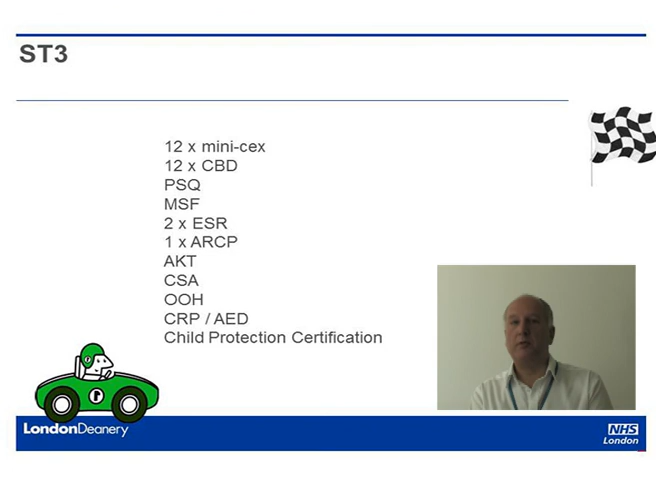 ST3
12 x mini-cex
12 x CBD
PSQ
MSF
2 x ESR
1 x ARCP
AKT
CSA
OOH
CRP / AED
Child Protection Certification
LondonDeanery
NHS
London